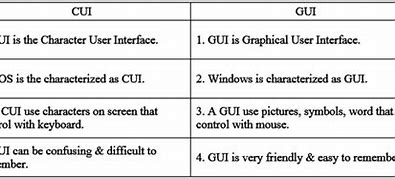 CUI GUI
UI is the Character User Interface. 1. GUI is Graphical User Interface.
OS is the characterized as CUI. 2. Windows is characterized as GUI.
CUI use characters on screen that 3. A GUI use pictures, symbols, word that
rol with keyboard. control with mouse.
UI can be confusing & difficult to 4. GUI is very friendly & easy to remember
ember.